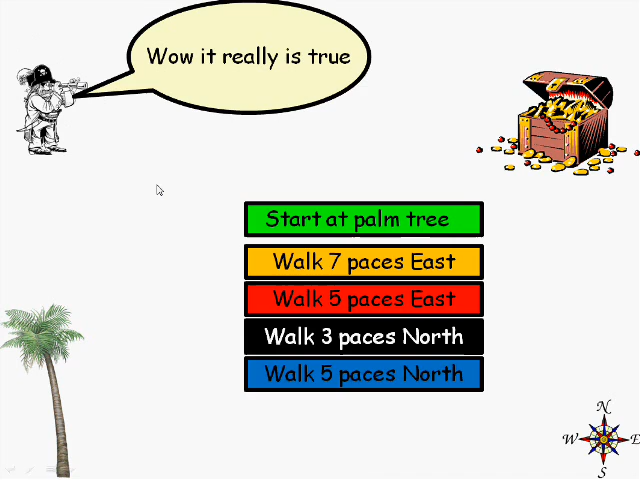 Wow it really is true
Start at palm tree
Walk 7 paces East
Walk 5 paces East
Walk 3 paces North
Walk 5 paces North
N
W E
S